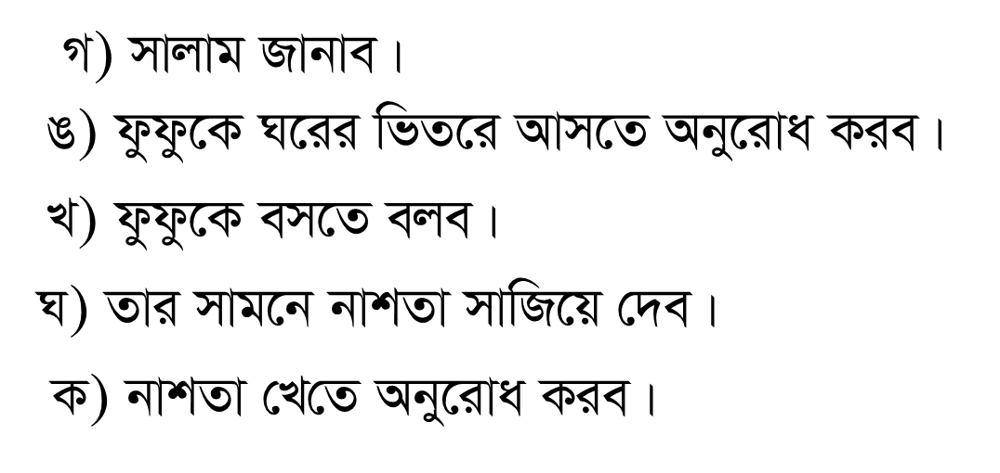 গ) সালাম জানাব।
ঙ) ফুফুকে ঘরের ভিতরে আসতে অনুরোধ করব।
খ) ফুফুকে বসতে বলব।
ঘ) তার সামনে নাশতা সাজিয়ে দেব।
ক) নাশতা খেতে অনুরোধ করব।